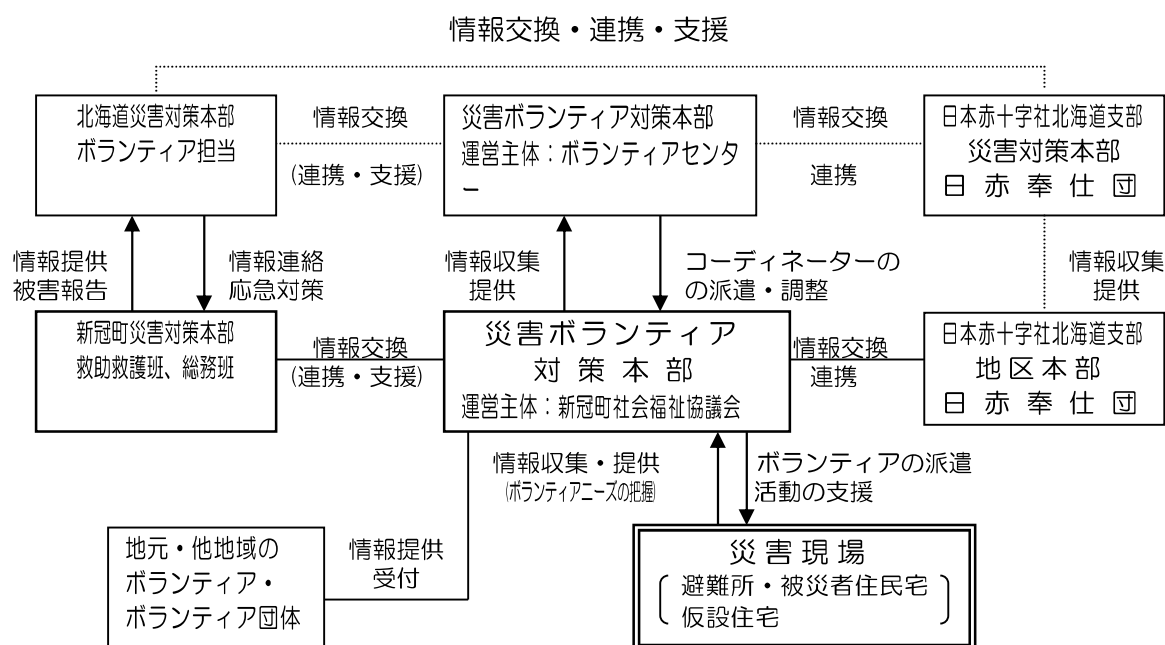 情報交換・連携・支援
北海道災害対策本部
ボランティア担当
情報交換
(連携・支援)
災害ボランティア対策本部
運営主体：ボランティアセンタ
ー
情報交換
連携
日本赤十字社北海道支部
災害対策本部
日赤奉仕団
情報提供
被害報告
情報連絡
応急対策
情報収集
提供
コーディネーターの
の派遣・調整
情報収集
提供
新冠町災害対策本部
救助救護班、総務班
情報交換
(連携・支援)
災害ボランティア
対策本部
運営主体：新冠町社会福祉協議会
情報交換
連携
日本赤十字社北海道支部
地区本部
日赤奉仕団
情報収集・提供
(ボランティアニーズの把握)
ボランティアの派遣
活動の支援
地元・他地域の
ボランティア・
ボランティア団体
情報提供
受付
災害現場
避難所・被災者住民宅
仮設住宅